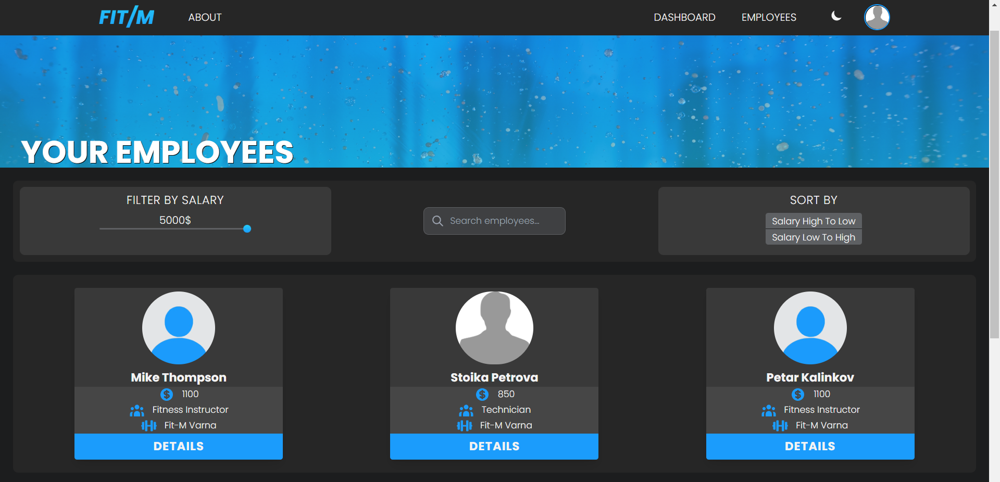 FIT/M
ABOUT
DASHBOARD
EMPLOYEES
YOUR EMPLOYEES
FILTER BY SALARY
5000$
Search employees...
SORT BY
Salary High To Low
Salary Low To High
Mike Thompson
1100
Fitness Instructor
Fit-M Varna
DETAILS
Stoika Petrova
850
Technician
Fit-M Varna
DETAILS
Petar Kalinkov
1100
Fitness Instructor
Fit-M Varna
DETAILS